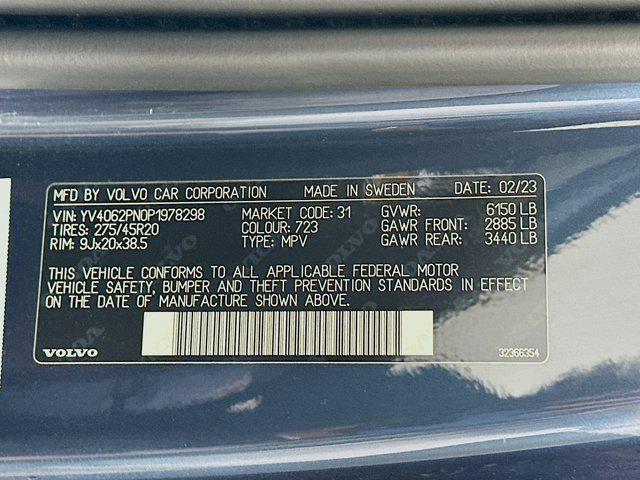 MFD BY VOLVO CAR CORPORATION MADE IN SWEDEN DATE: 02/23
VIN: YV4062PN0P1978298 MARKET CODE: 31 GVWR: 6150 LB
TIRES: 275/45R20 COLOUR: 723 GAWR FRONT: 2885 LB
RIM: 9Jx20x38.5 TYPE: MPV GAWR REAR: 3440 LB
THIS VEHICLE CONFORMS TO ALL APPLICABLE FEDERAL MOTOR
VEHICLE SAFETY, BUMPER AND THEFT PREVENTION STANDARDS IN EFFECT
ON THE DATE OF MANUFACTURE SHOWN ABOVE.
VOLVO 32366354